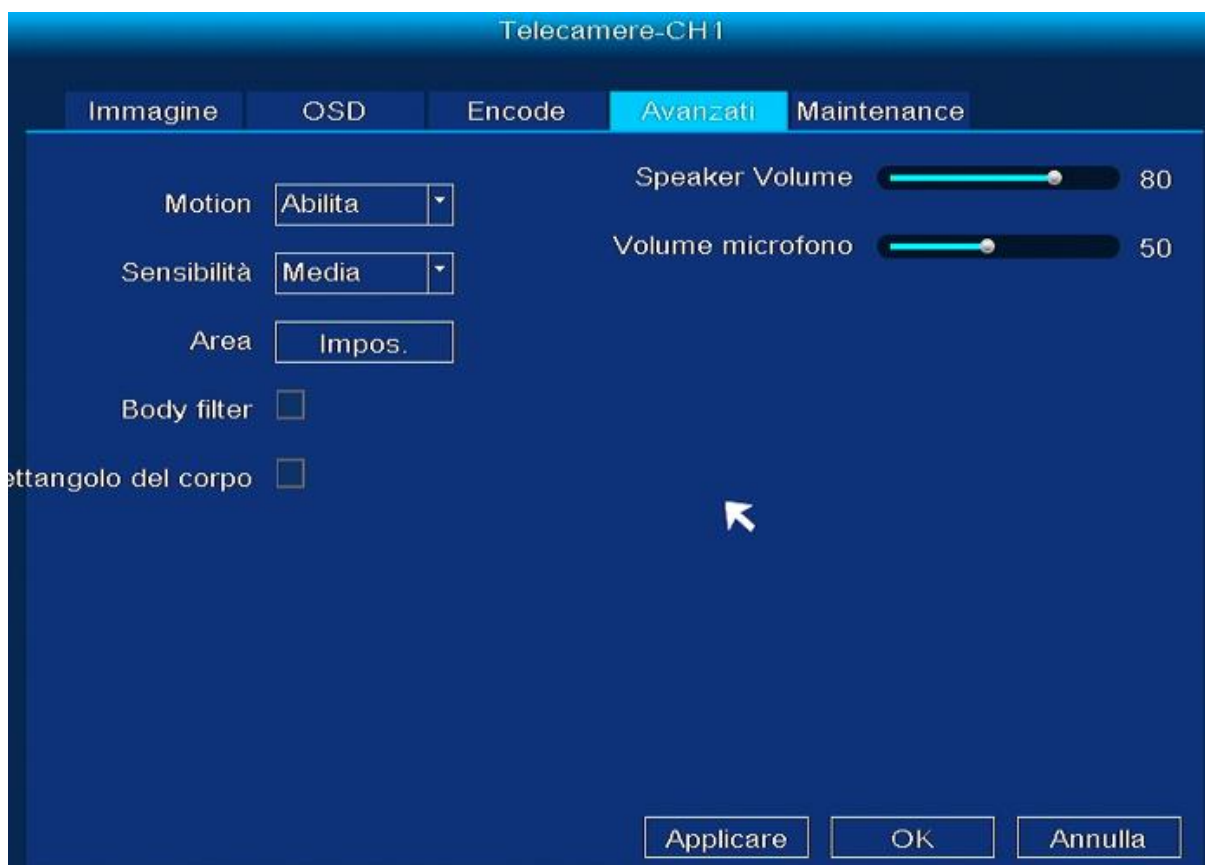 Telecamere-CH1
Immagine OSD Encode Avanzati Maintenance
Motion Abilita
Sensibilità Media
Area Impos.
Body filter
ettangolo del corpo
Speaker Volume 80
Volume microfono 50
Applicare OK Annulla